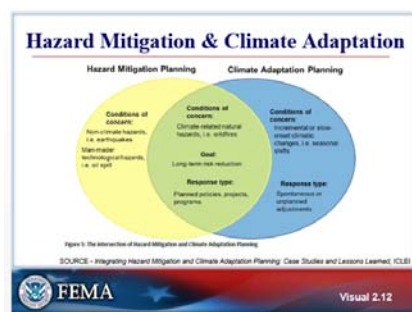 Hazard Mitigation & Climate Adaptation
Hazard Mitigation Planning
Climate Adaptation Planning
Conditions of
concern:
Non-climate hazards,
i.e. earthquakes
Man-made/
technological hazards,
i.e. oil spill
Conditions of
concern:
Climate-related natural
hazards, i.e. wildfires
Goal:
Long-term risk reduction
Response type:
Planned policies, projects,
programs
Conditions of
concern:
Incremental or slow-
onset climatic
changes, i.e. seasonal
shifts
Response type:
Spontaneous or
unplanned
adjustments
Figure 5: The Intersection of Hazard Mitigation and Climate Adaptation Planning
SOURCE - Integrating Hazard Mitigation and Climate Adaptation Planning: Case Studies and Lessons Learned, ICLEI
FEMA
Visual 2.12